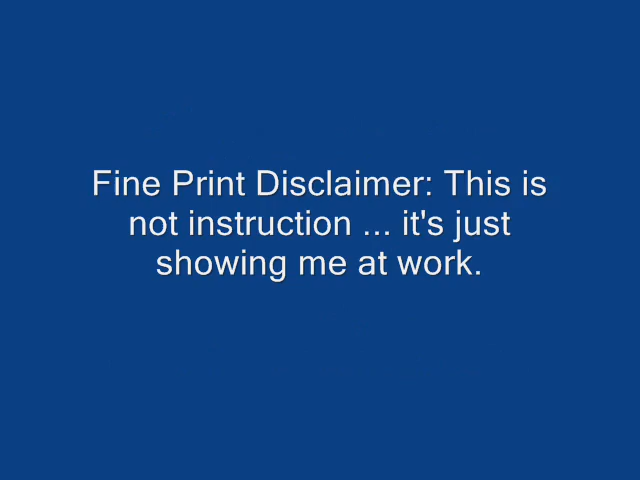 Fine Print Disclaimer: This is
not instruction ... it's just
showing me at work.